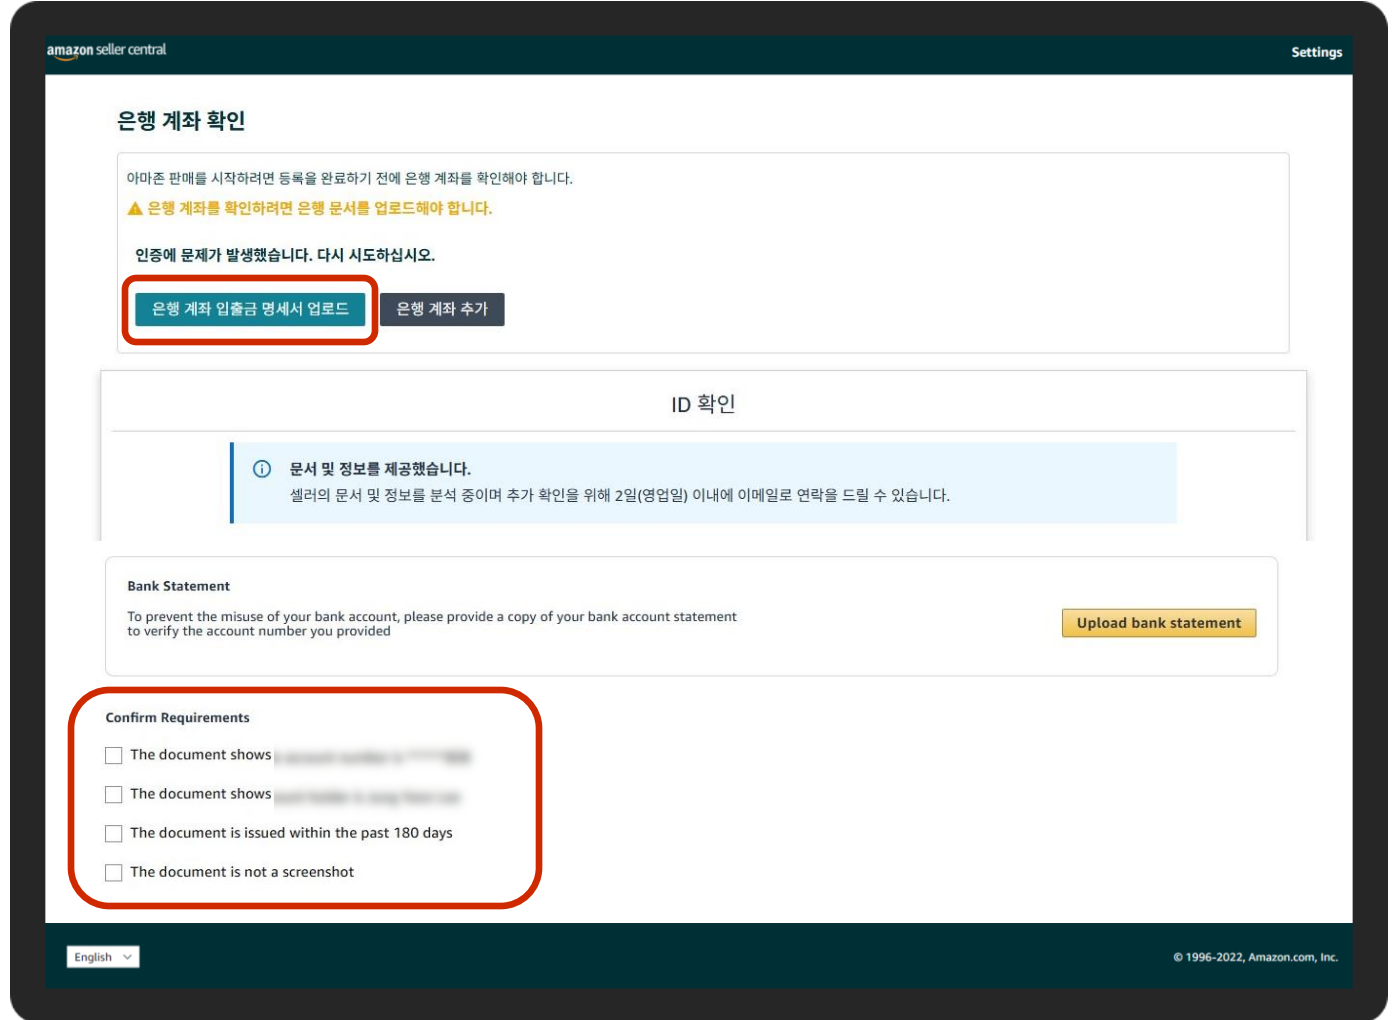 amazon seller central
Settings
은행 계좌 확인
아마존 판매를 시작하려면 등록을 완료하기 전에 은행 계좌를 확인해야 합니다.
은행 계좌를 확인하려면 은행 문서를 업로드해야 합니다.
인증에 문제가 발생했습니다. 다시 시도하십시오.
은행 계좌 입출금 명세서 업로드
은행 계좌 추가
ID 확인
문서 및 정보를 제공했습니다.
셀러의 문서 및 정보를 분석 중이며 추가 확인을 위해 2일(영업일) 이내에 이메일로 연락을 드릴 수 있습니다.
Bank Statement
To prevent the misuse of your bank account, please provide a copy of your bank account statement
to verify the account number you provided
Upload bank statement
Confirm Requirements
The document shows
The document shows
The document is issued within the past 180 days
The document is not a screenshot
English
© 1996-2022, Amazon.com, Inc.